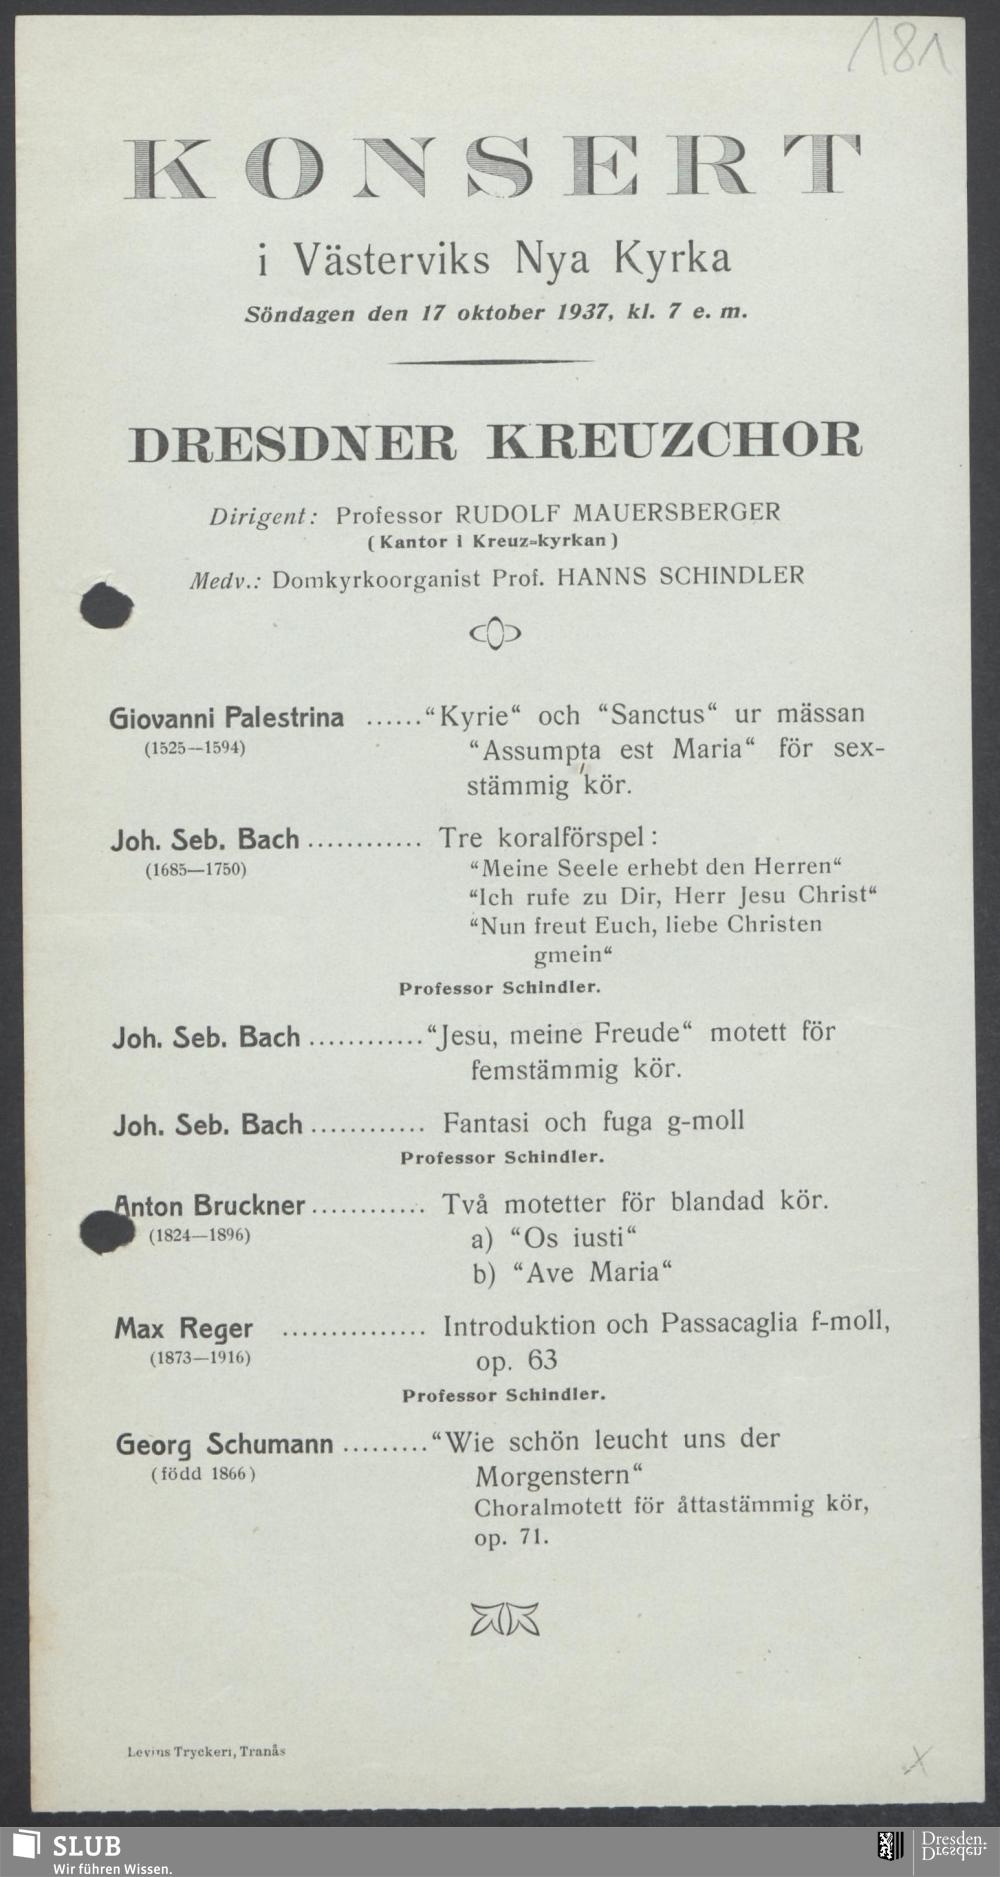 181
KONSERT
i Västerviks Nya Kyrka
Söndagen den 17 oktober 1937, kl. 7 e. m.
DRESDNER KREUZCHOR
Dirigent: Professor RUDOLF MAUERSBERGER
(Kantor i Kreuz=kyrkan)
Medv.: Domkyrkoorganist Prof. HANNS SCHINDLER
Giovanni Palestrina ......“Kyrie“ och “Sanctus“ ur mässan
(1525—1594) “Assumpta est Maria“ för sex-
stämmig kör.
Joh. Seb. Bach ............ Tre koralförspel:
(1685—1750) “Meine Seele erhebt den Herren“
“Ich rufe zu Dir, Herr Jesu Christ“
“Nun freut Euch, liebe Christen
gmein“
Professor Schindler.
Joh. Seb. Bach ............“Jesu, meine Freude“ motett för
femstämmig kör.
Joh. Seb. Bach ............ Fantasi och fuga g-moll
Professor Schindler.
Anton Bruckner ............ Två motetter för blandad kör.
(1824—1896) a) “Os iusti“
b) “Ave Maria“
Max Reger ............... Introduktion och Passacaglia f-moll,
(1873—1916) op. 63
Professor Schindler.
Georg Schumann .........“Wie schön leucht uns der
(född 1866) Morgenstern“
Choralmotett för åttastämmig kör,
op. 71.
Levins Tryckeri, Tranås
x
SLUB
Wir führen Wissen.
Dresden.
Dresden.